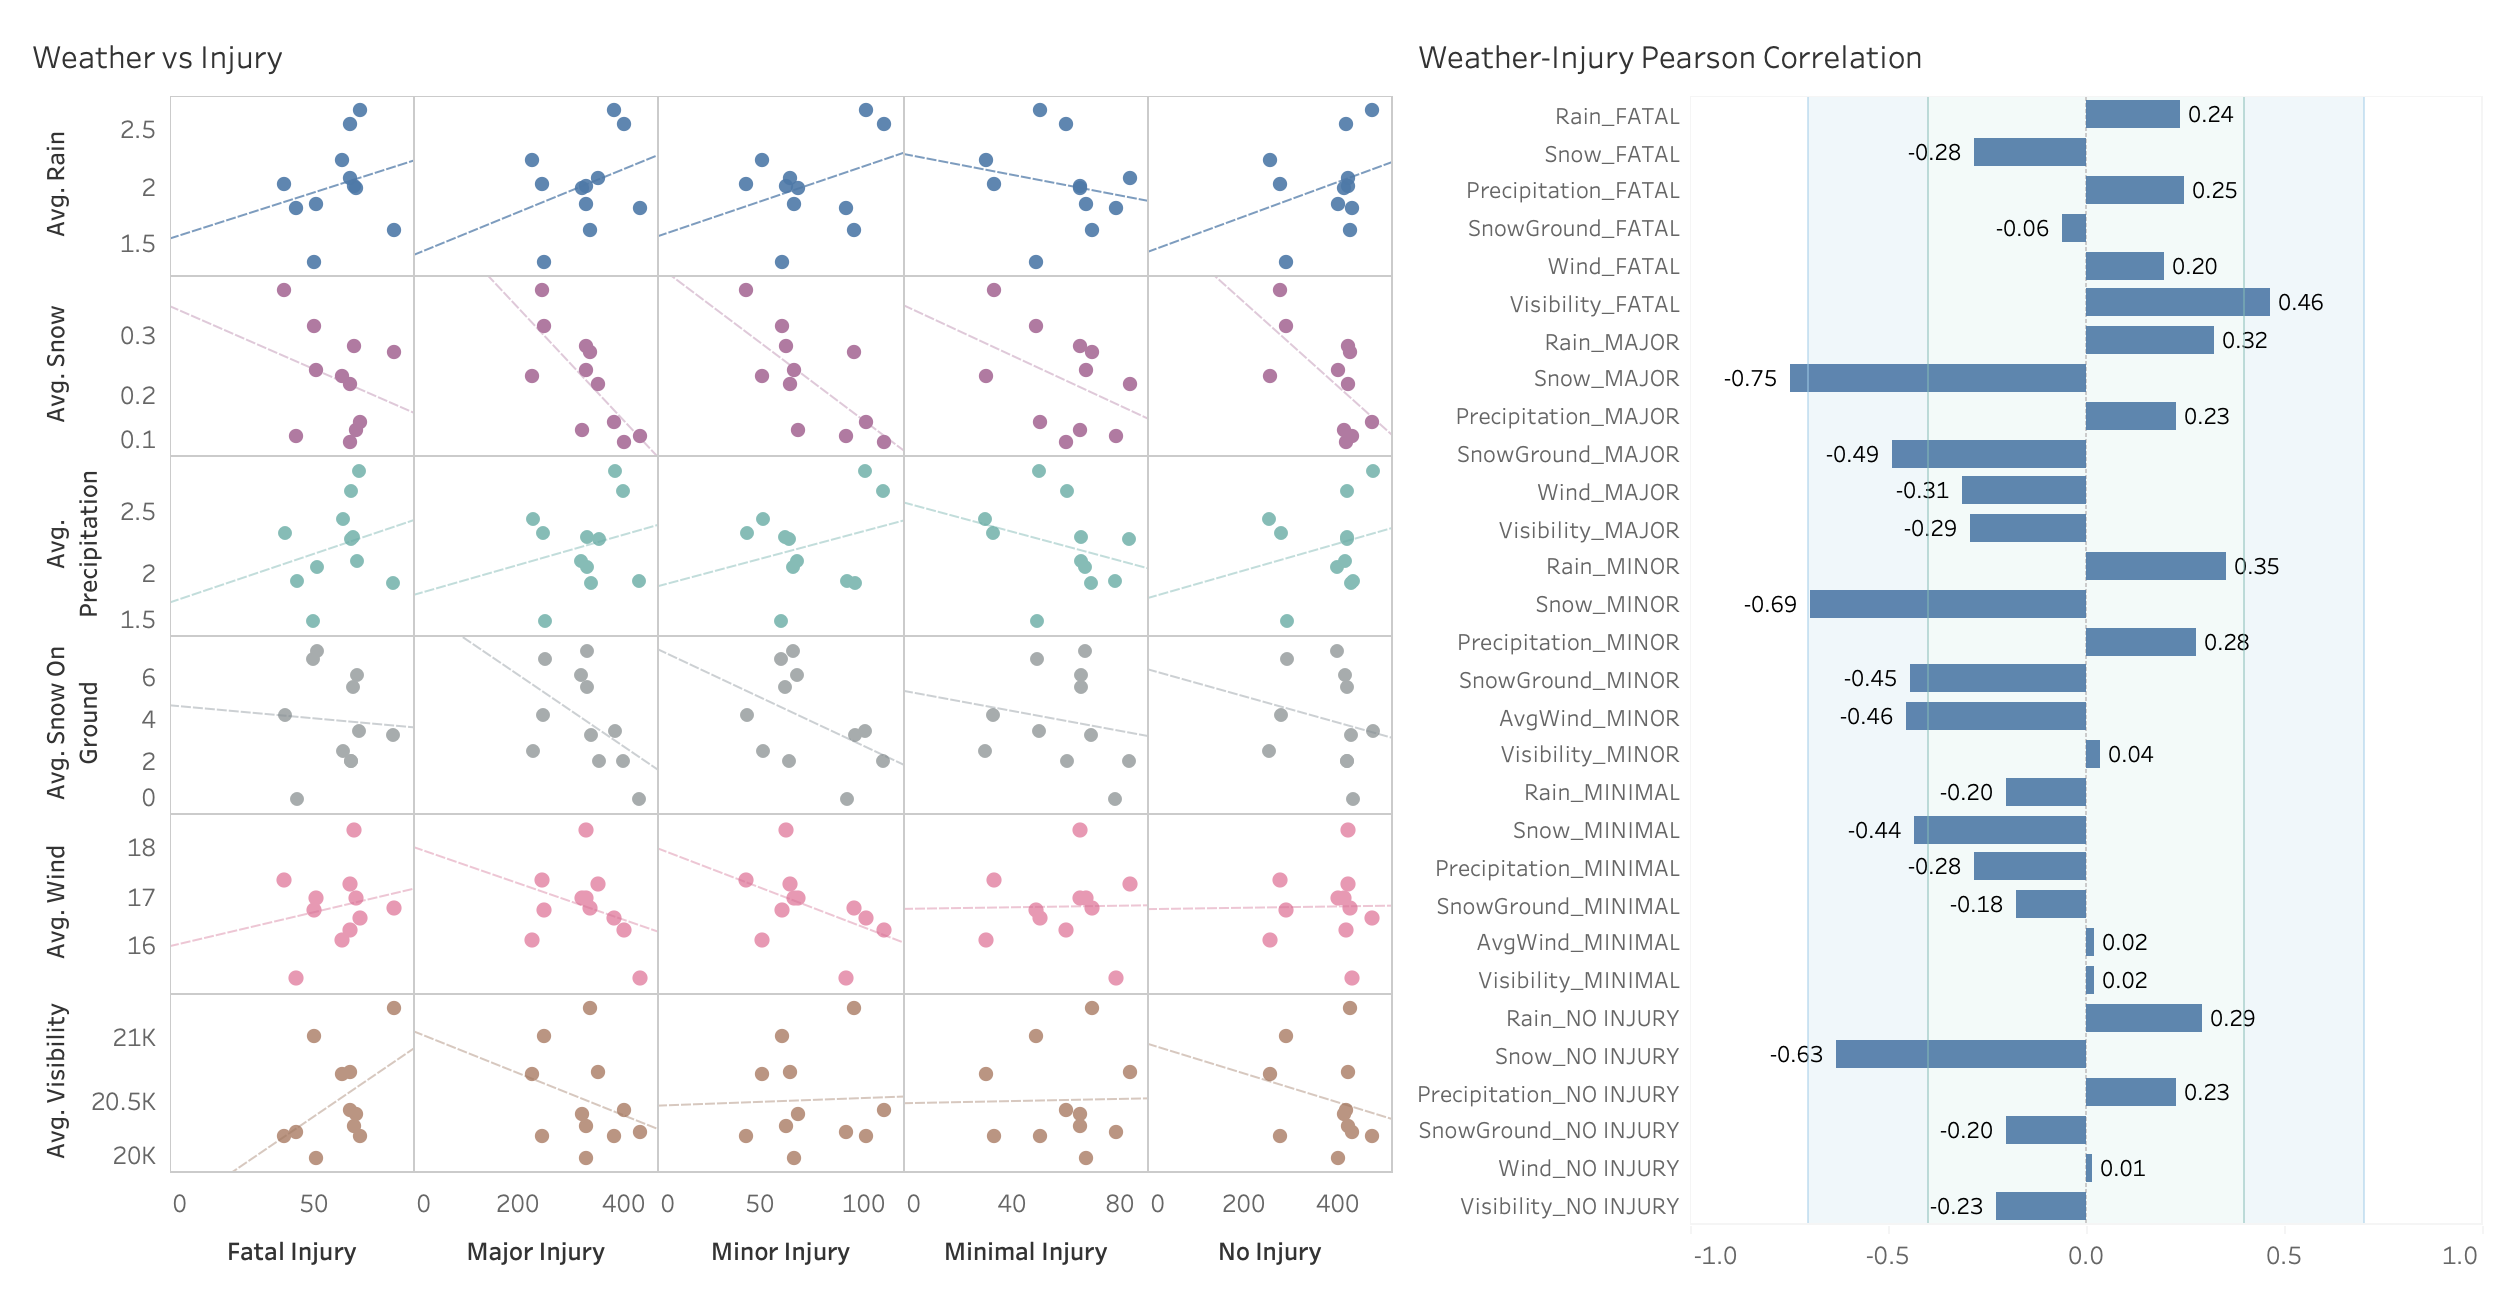 Weather vs Injury
Avg. Rain
2.5
2
1.5
Avg. Snow
0.3
0.2
0.1
Avg.
Precipitation
2.5
2
1.5
Avg. Snow On
Ground
6
4
2
0
Avg. Wind
18
17
16
Avg. Visibility
21K
20.5K
20K
0 50 0 200 400 0 50 100 0 40 80 0 200 400
Fatal Injury Major Injury Minor Injury Minimal Injury No Injury
Weather-Injury Pearson Correlation
Rain_FATAL 0.24
Snow_FATAL -0.28
Precipitation_FATAL 0.25
SnowGround_FATAL -0.06
Wind_FATAL 0.20
Visibility_FATAL 0.46
Rain_MAJOR 0.32
Snow_MAJOR -0.75
Precipitation_MAJOR 0.23
SnowGround_MAJOR -0.49
Wind_MAJOR -0.31
Visibility_MAJOR -0.29
Rain_MINOR 0.35
Snow_MINOR -0.69
Precipitation_MINOR 0.28
SnowGround_MINOR -0.45
AvgWind_MINOR -0.46
Visibility_MINOR 0.04
Rain_MINIMAL -0.20
Snow_MINIMAL -0.44
Precipitation_MINIMAL -0.28
SnowGround_MINIMAL -0.18
AvgWind_MINIMAL 0.02
Visibility_MINIMAL 0.02
Rain_NO INJURY 0.29
Snow_NO INJURY -0.63
Precipitation_NO INJURY 0.23
SnowGround_NO INJURY -0.20
Wind_NO INJURY 0.01
Visibility_NO INJURY -0.23
-1.0 -0.5 0.0 0.5 1.0